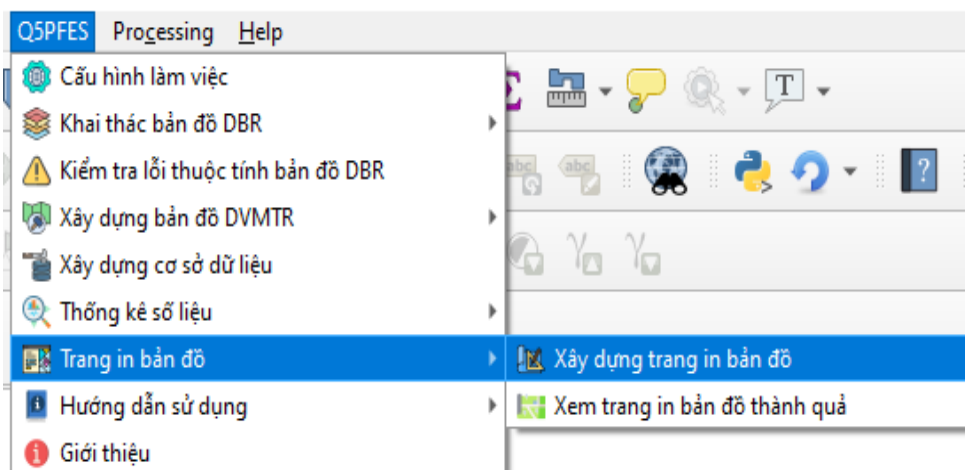 Q5PFES Processing Help
Cấu hình làm việc
Khai thác bản đồ DBR
Kiểm tra lỗi thuộc tính bản đồ DBR
Xây dựng bản đồ DVMTR
Xây dựng cơ sở dữ liệu
Thống kê số liệu
Trang in bản đồ
Xây dựng trang in bản đồ
Hướng dẫn sử dụng
Xem trang in bản đồ thành quả
Giới thiệu
T
abc
abc
?
γ
γ